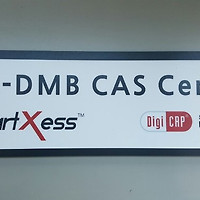 -DMB CAS Cer
artXess™
Digi CAP